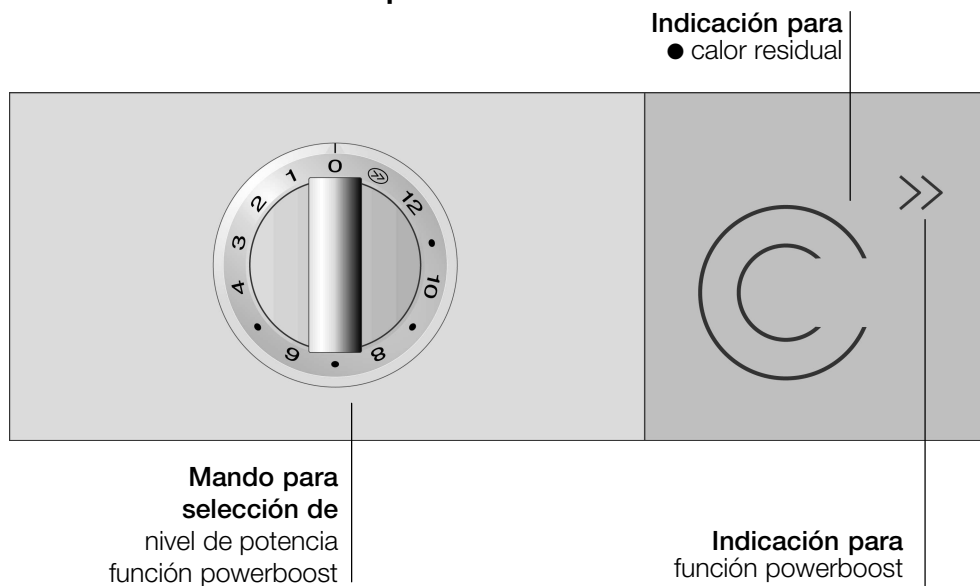 Indicación para
● calor residual
0
1
2
3
4
6
8
10
12
Mando para
selección de
nivel de potencia
función powerboost
Indicación para
función powerboost